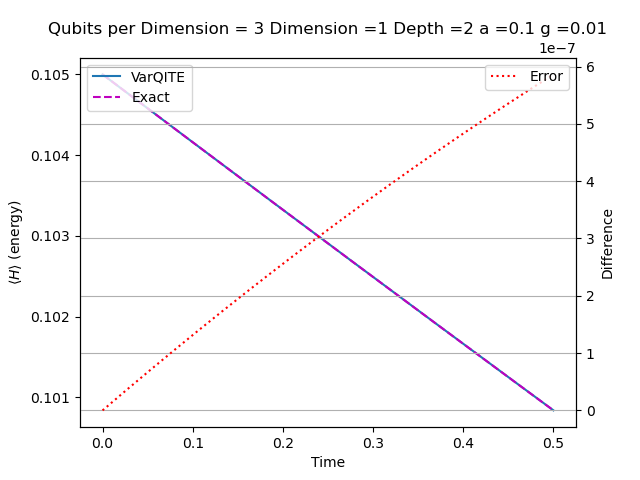 Qubits per Dimension = 3 Dimension =1 Depth =2 a =0.1 g =0.01
1e−7
VarQITE
Exact
Error
0.105
0.104
0.103
0.102
0.101
⟨H⟩ (energy)
6
5
4
3
2
1
0
Difference
0.0 0.1 0.2 0.3 0.4 0.5
Time